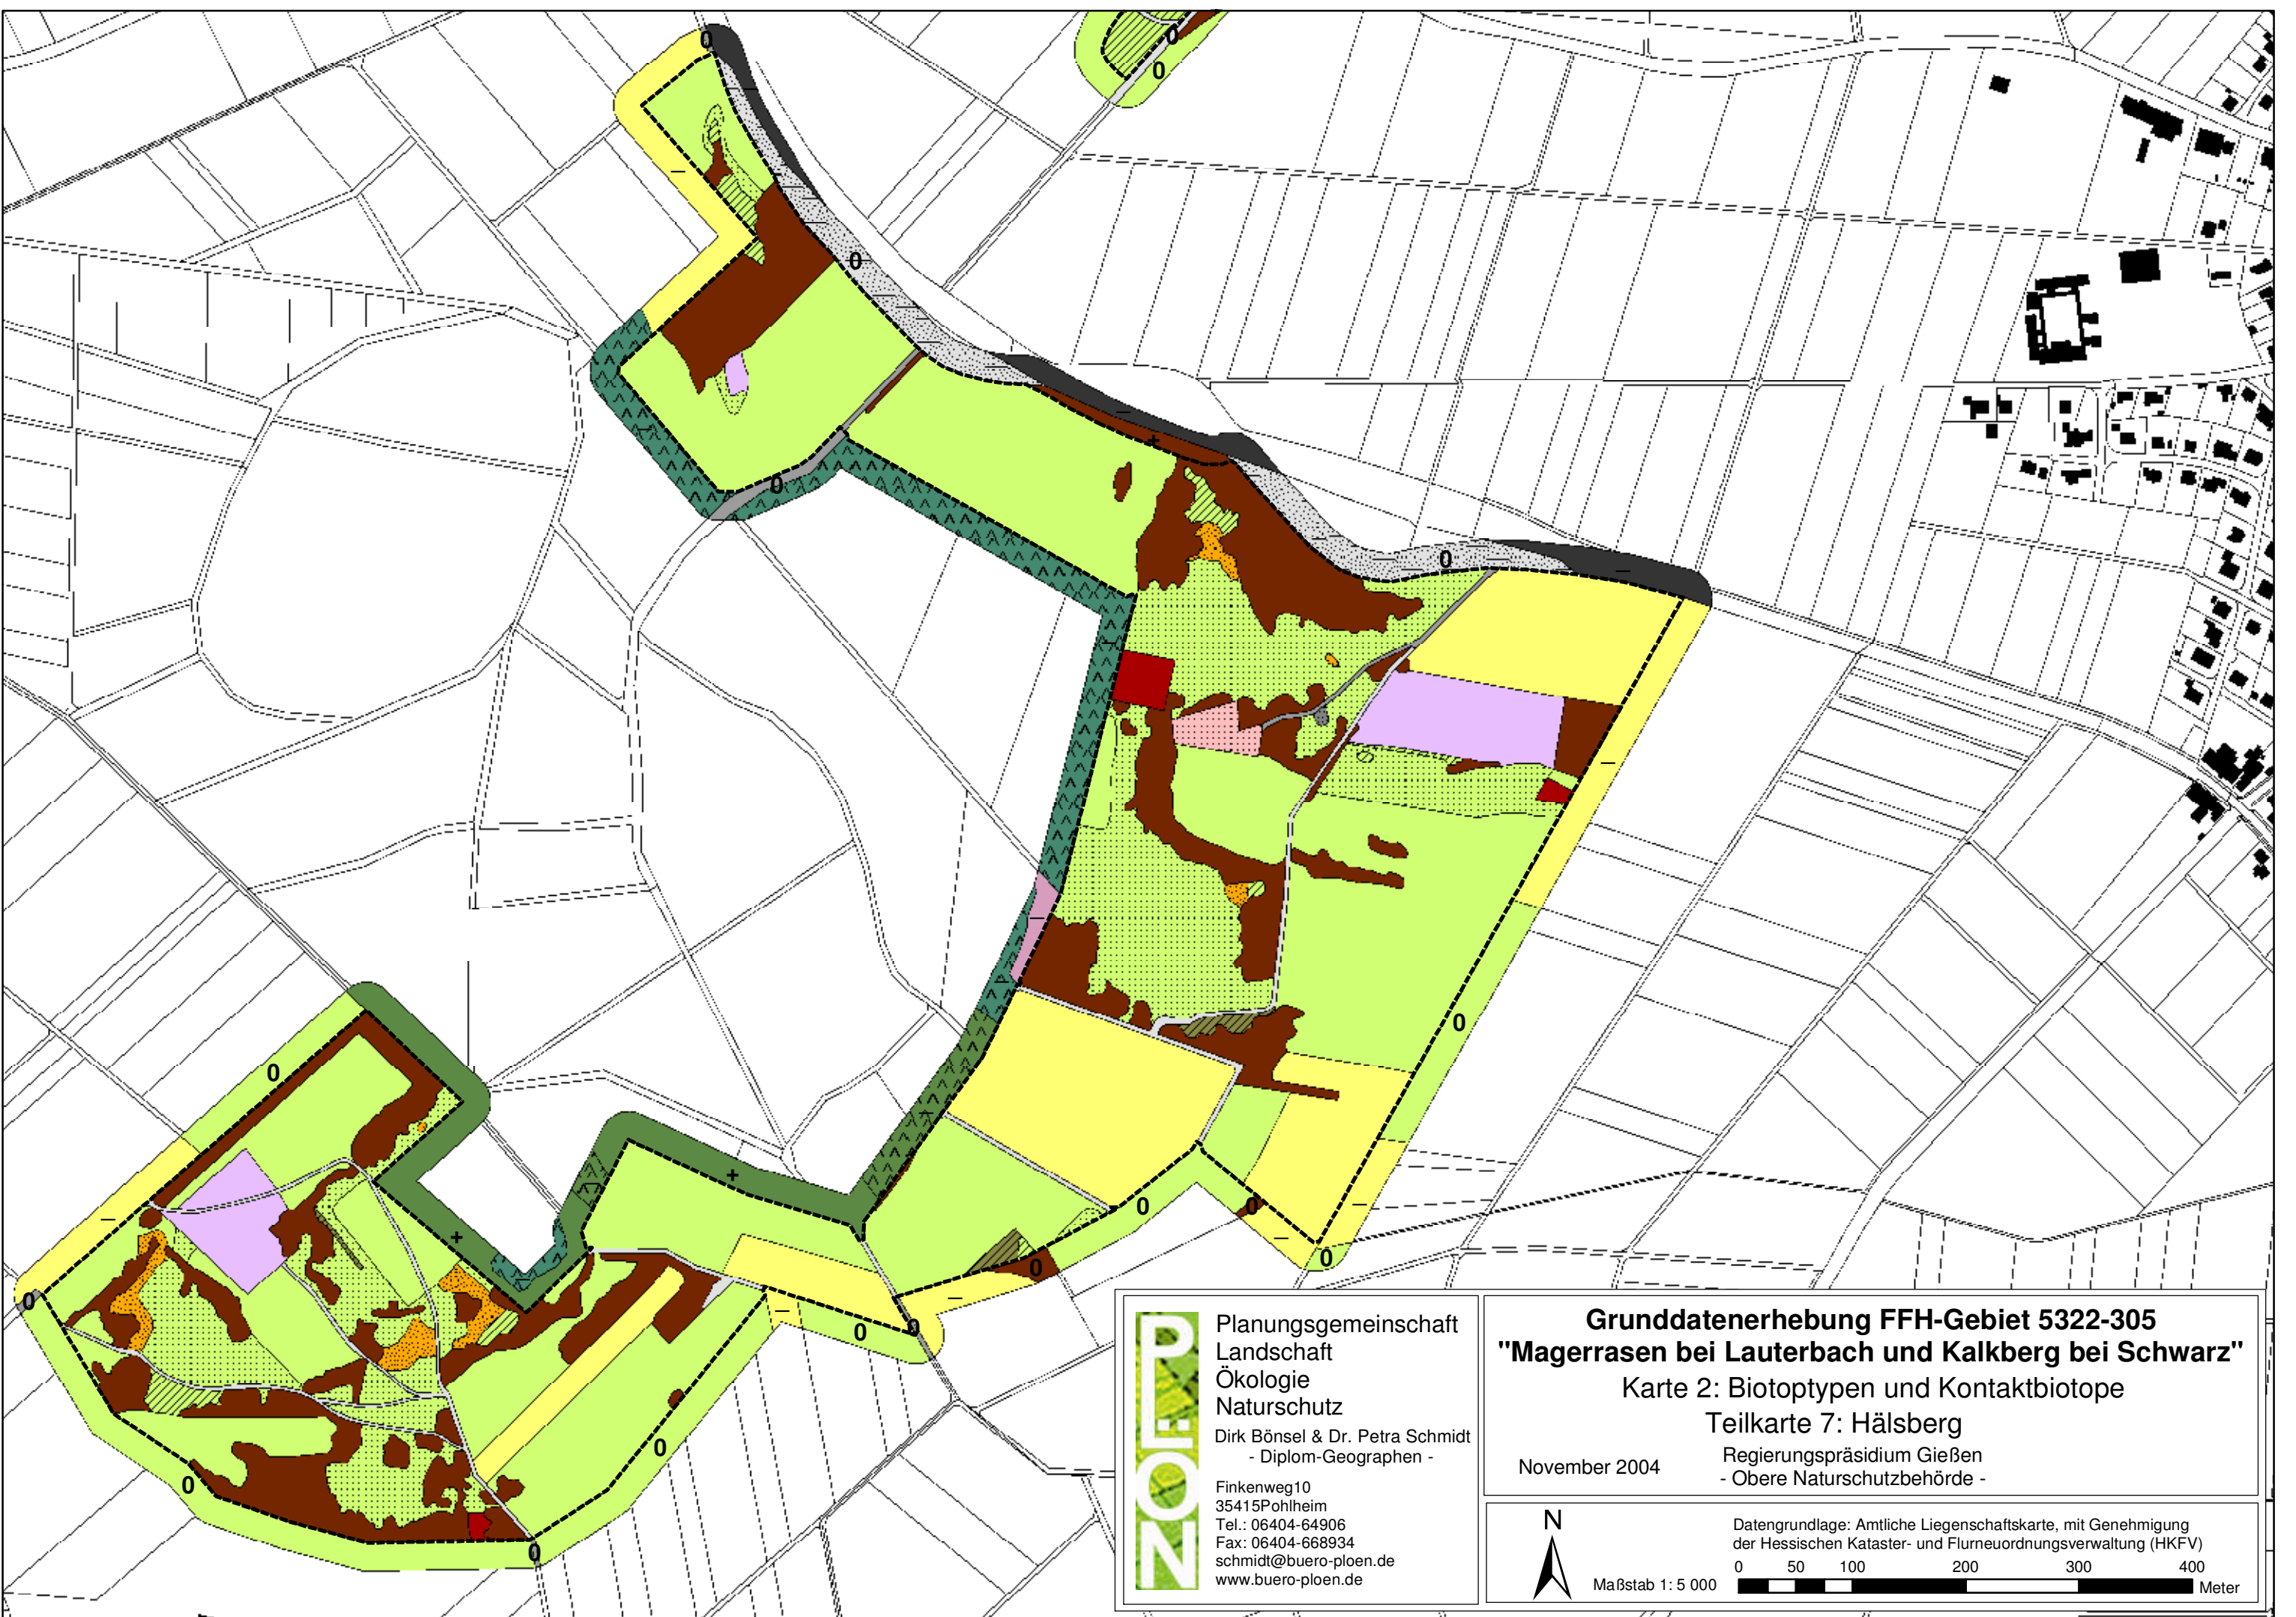 PLÖN
Planungsgemeinschaft
Landschaft
Ökologie
Naturschutz
Dirk Bönsel & Dr. Petra Schmidt
- Diplom-Geographen -
Finkenweg10
35415Pohlheim
Tel.: 06404-64906
Fax: 06404-668934
schmidt@buero-ploen.de
www.buero-ploen.de
Grunddatenerhebung FFH-Gebiet 5322-305
"Magerrasen bei Lauterbach und Kalkberg bei Schwarz"
Karte 2: Biotoptypen und Kontaktbiotope
Teilkarte 7: Hälsberg
November 2004
Regierungspräsidium Gießen
- Obere Naturschutzbehörde -
N
Maßstab 1: 5 000
Datengrundlage: Amtliche Liegenschaftskarte, mit Genehmigung
der Hessischen Kataster- und Flurneuordnungsverwaltung (HKFV)
0 50 100 200 300 400
Meter